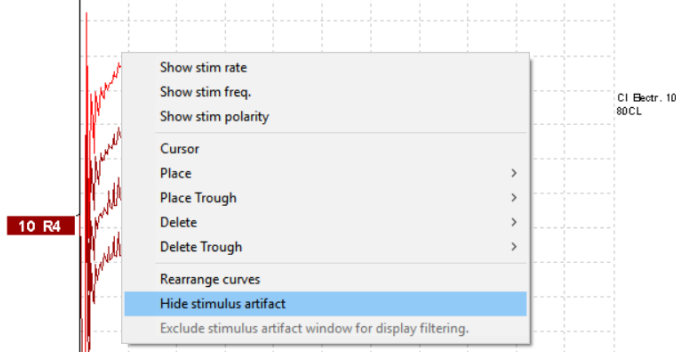 Show stim rate
Show stim freq.
Show stim polarity
Cursor
Place
Place Trough
Delete
Delete Trough
Rearrange curves
Hide stimulus artifact
Exclude stimulus artifact window for display filtering.
10 R4
CI Electr. 10
80CL